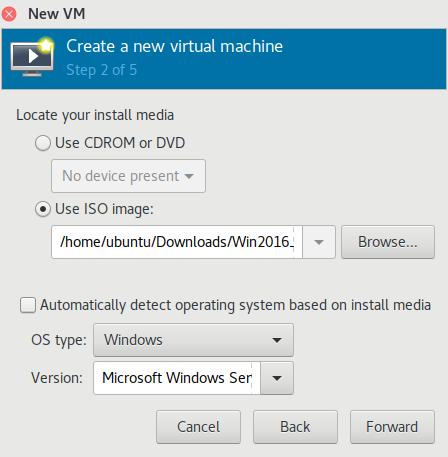 New VM
Create a new virtual machine
Step 2 of 5
Locate your install media
Use CDROM or DVD
No device present
Use ISO image:
/home/ubuntu/Downloads/Win2016_ Browse...
Automatically detect operating system based on install media
OS type: Windows
Version: Microsoft Windows Ser
Cancel Back Forward